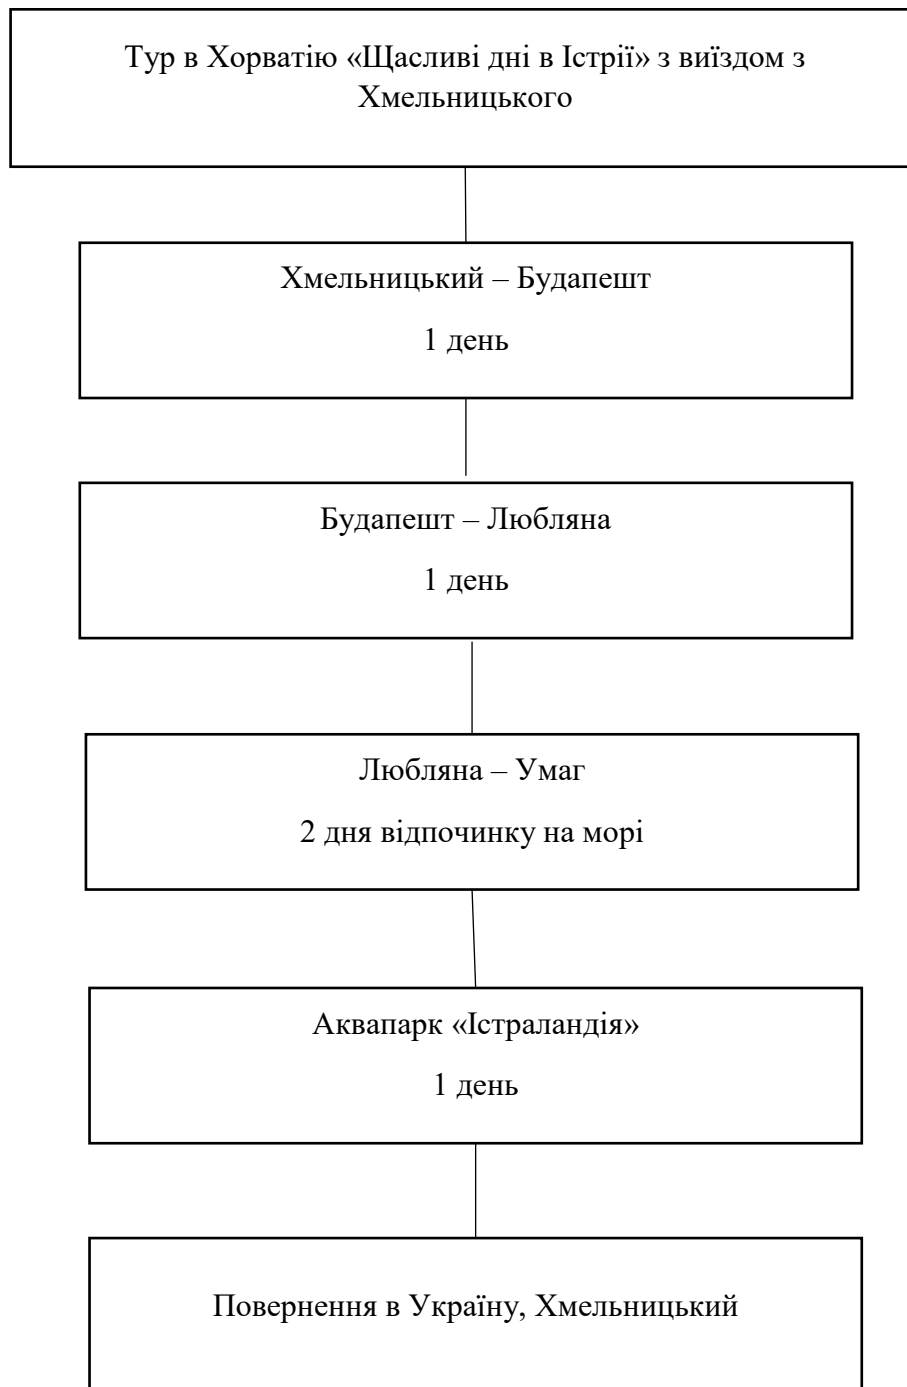 Тур в Хорватію «Щасливі дні в Істрії» з виїздом з
Хмельницького
Хмельницький – Будапешт
1 день
Будапешт – Любляна
1 день
Любляна – Умаг
2 дня відпочинку на морі
Аквапарк «Істраландія»
1 день
Повернення в Україну, Хмельницький